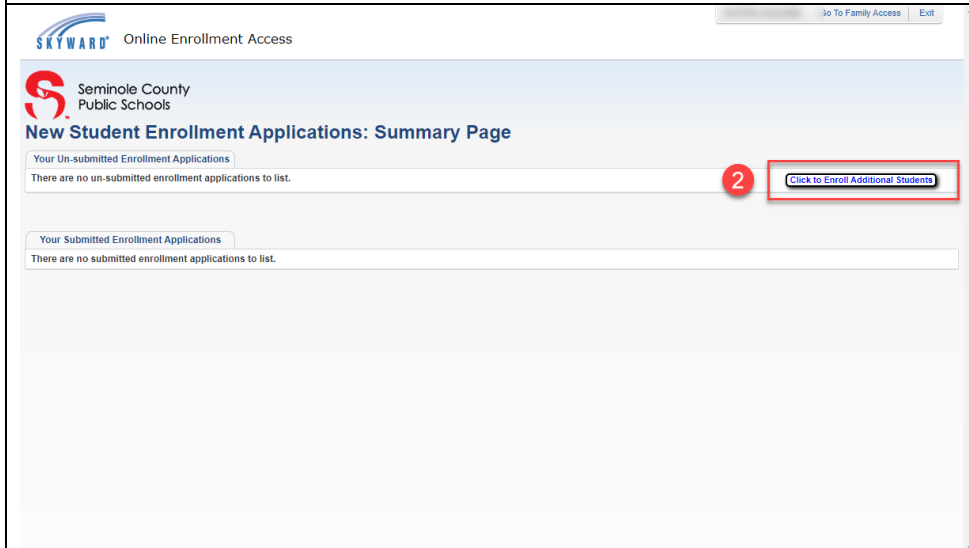 Go To Family Access Exit
SKYWARD® Online Enrollment Access
Seminole County
Public Schools
New Student Enrollment Applications: Summary Page
Your Un-submitted Enrollment Applications
There are no un-submitted enrollment applications to list.
2 Click to Enroll Additional Students
Your Submitted Enrollment Applications
There are no submitted enrollment applications to list.